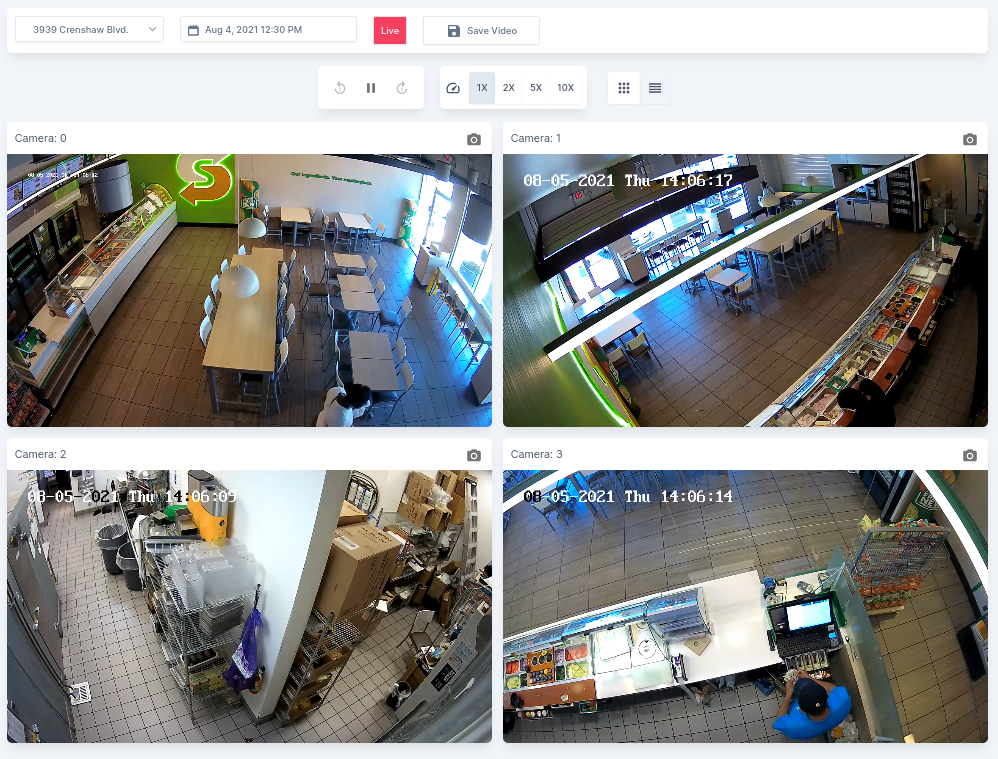 3939 Crenshaw Blvd.
Aug 4, 2021 12:30 PM
Live
Save Video
1X
2X
5X
10X
Camera: 0
Camera: 1
S
Our ingredients. Your masterpiece.
08-05-2021 Thu 14:06:17
Camera: 2
Camera: 3
08-05-2021 Thu 14:06:09
08-05-2021 Thu 14:06:14